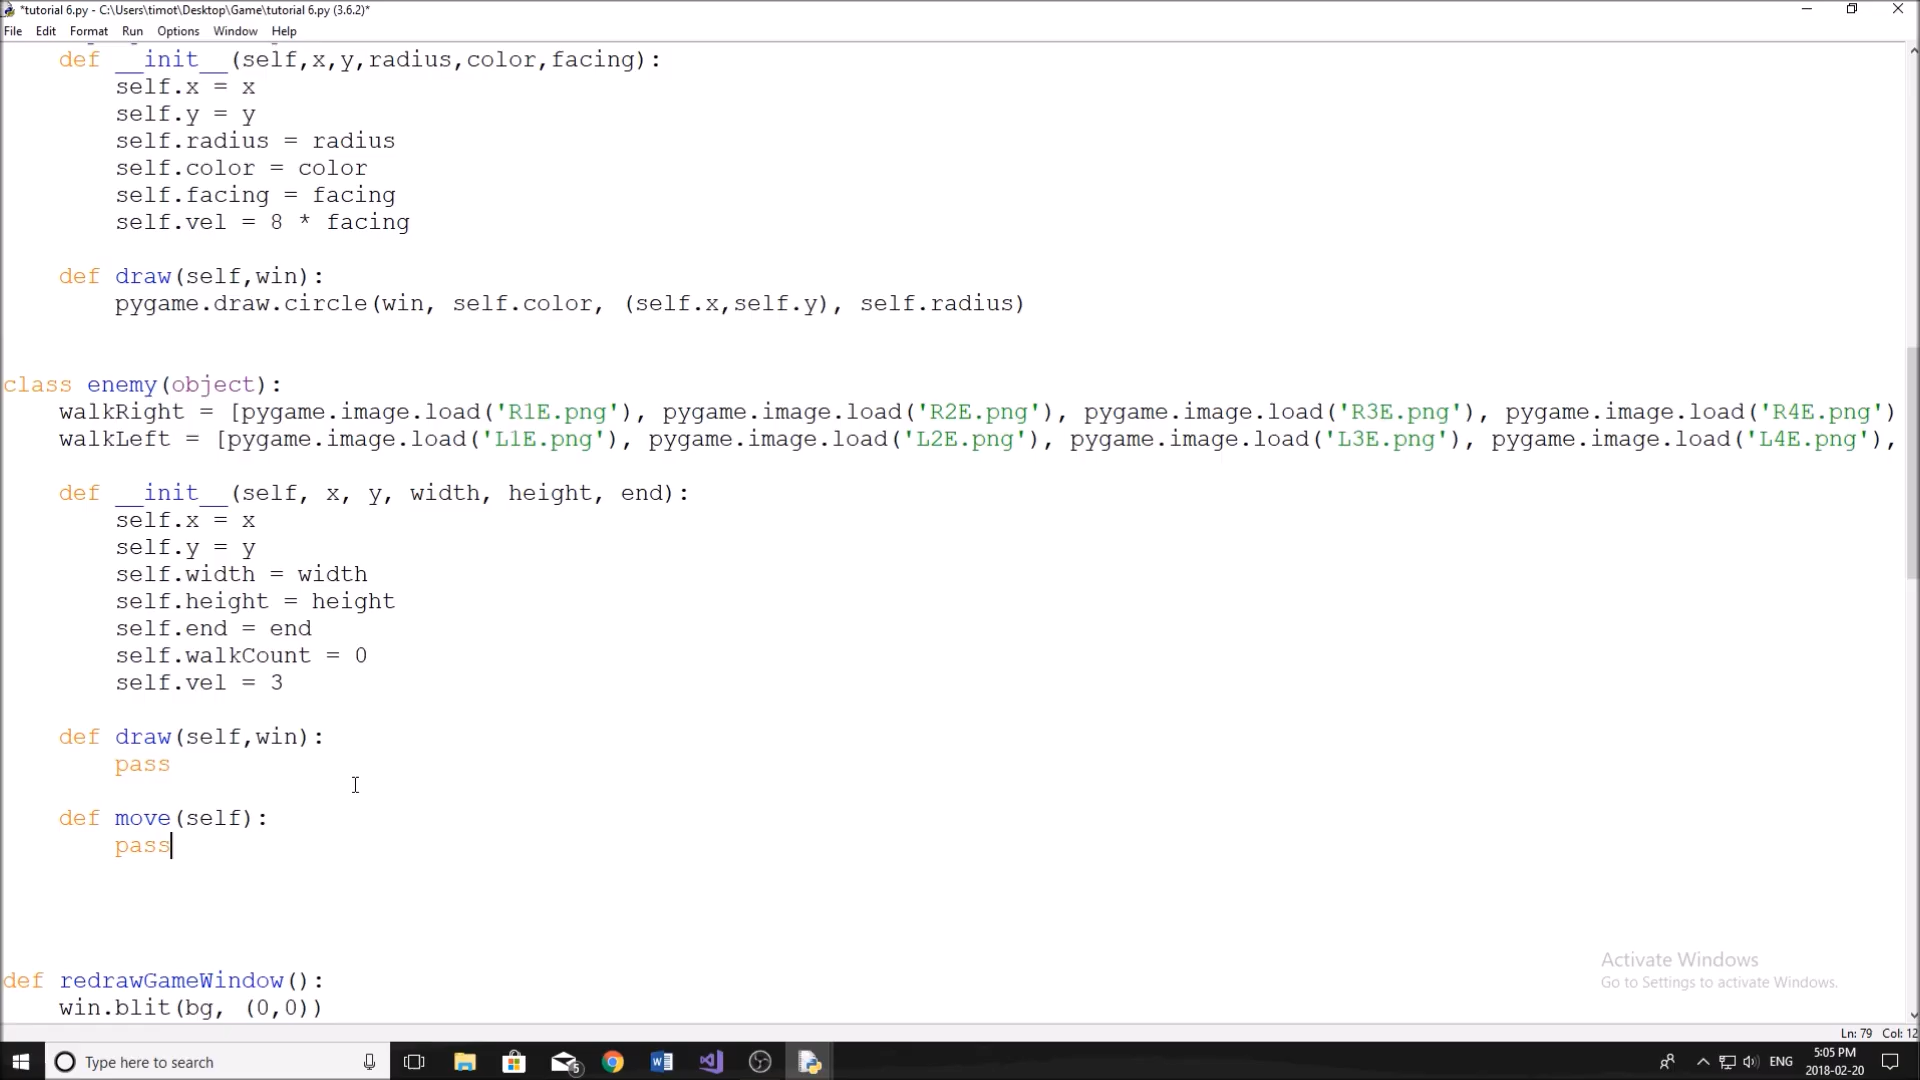 *tutorial 6.py - C:\Users\timot\Desktop\Game\tutorial 6.py (3.6.2)*
File Edit Format Run Options Window Help
def __init__(self,x,y,radius,color,facing):
self.x = x
self.y = y
self.radius = radius
self.color = color
self.facing = facing
self.vel = 8 * facing
def draw(self,win):
pygame.draw.circle(win, self.color, (self.x,self.y), self.radius)
class enemy(object):
walkRight = [pygame.image.load('R1E.png'), pygame.image.load('R2E.png'), pygame.image.load('R3E.png'), pygame.image.load('R4E.png')
walkLeft = [pygame.image.load('L1E.png'), pygame.image.load('L2E.png'), pygame.image.load('L3E.png'), pygame.image.load('L4E.png'),
def __init__(self, x, y, width, height, end):
self.x = x
self.y = y
self.width = width
self.height = height
self.end = end
self.walkCount = 0
self.vel = 3
def draw(self,win):
pass
def move(self):
pass
def redrawGameWindow():
win.blit(bg, (0,0))
Activate Windows
Go to Settings to activate Windows.
Ln: 79 Col: 12
Type here to search
5
ENG
5:05 PM
2018-02-20